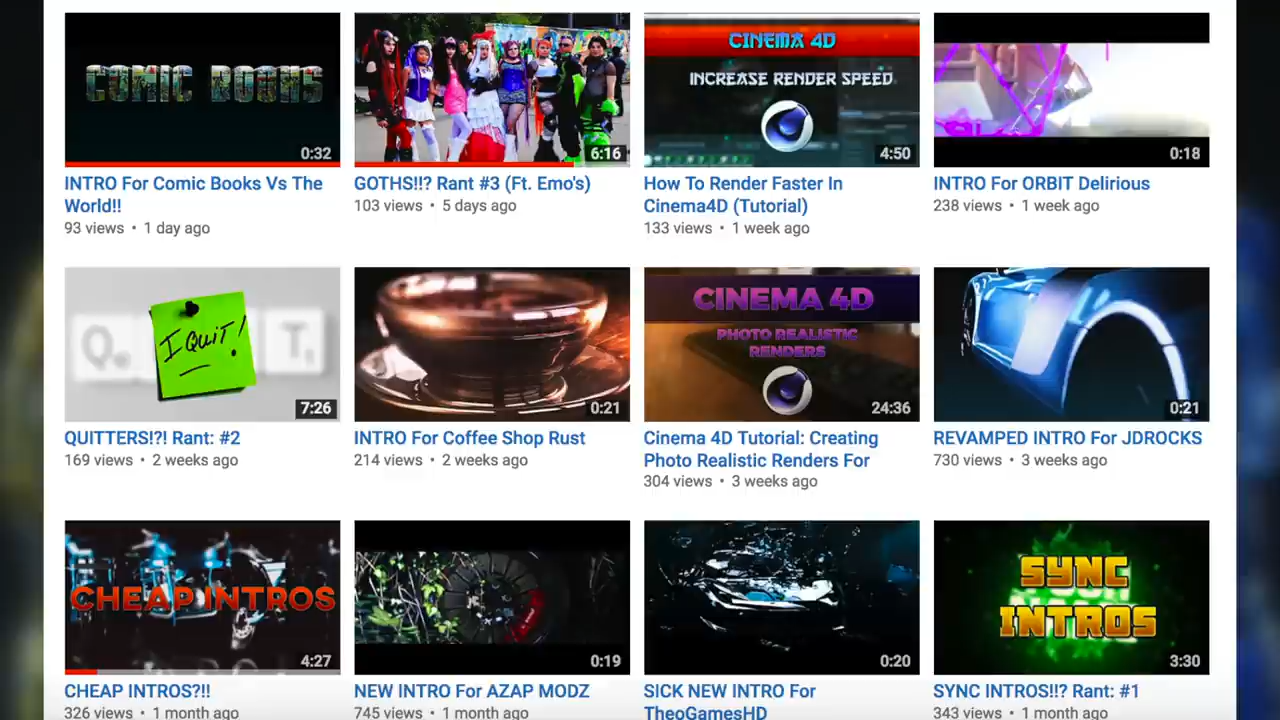 COMIC BOOKS
0:32
6:16
CINEMA 4D
INCREASE RENDER SPEED
4:50
0:18
INTRO For Comic Books Vs The
World!!
93 views • 1 day ago
GOTHS!!? Rant #3 (Ft. Emo's)
103 views • 5 days ago
How To Render Faster In
Cinema4D (Tutorial)
133 views • 1 week ago
INTRO For ORBIT Delirious
238 views • 1 week ago
I QUIT!
7:26
0:21
CINEMA 4D
PHOTO REALISTIC
RENDERS
24:36
0:21
QUITTERS!?! Rant: #2
169 views • 2 weeks ago
INTRO For Coffee Shop Rust
214 views • 2 weeks ago
Cinema 4D Tutorial: Creating
Photo Realistic Renders For
304 views • 3 weeks ago
REVAMPED INTRO For JDROCKS
730 views • 3 weeks ago
CHEAP INTROS
4:27
0:19
0:20
SYNC
INTROS
3:30
CHEAP INTROS?!!
326 views • 1 month ago
NEW INTRO For AZAP MODZ
745 views • 1 month ago
SICK NEW INTRO For
TheoGamesHD
SYNC INTROS!!? Rant: #1
343 views • 1 month ago